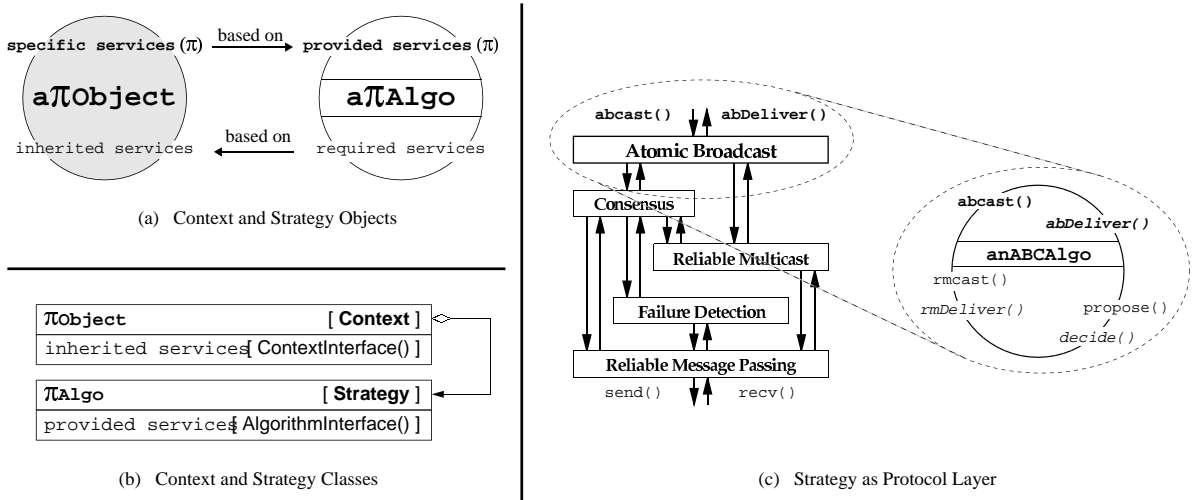 specific services (π) based on provided services (π)
aπObject aπAlgo
based on
inherited services required services
(a) Context and Strategy Objects
πObject [ Context ]
inherited services[ ContextInterface() ]
πAlgo [ Strategy ]
provided services[ AlgorithmInterface() ]
(b) Context and Strategy Classes
abcast() abDeliver()
Atomic Broadcast
Consensus
Reliable Multicast
Failure Detection
Reliable Message Passing
send() recv()
abcast()
abDeliver()
anABCAlgo
rmcast()
rmDeliver() propose()
decide()
(c) Strategy as Protocol Layer